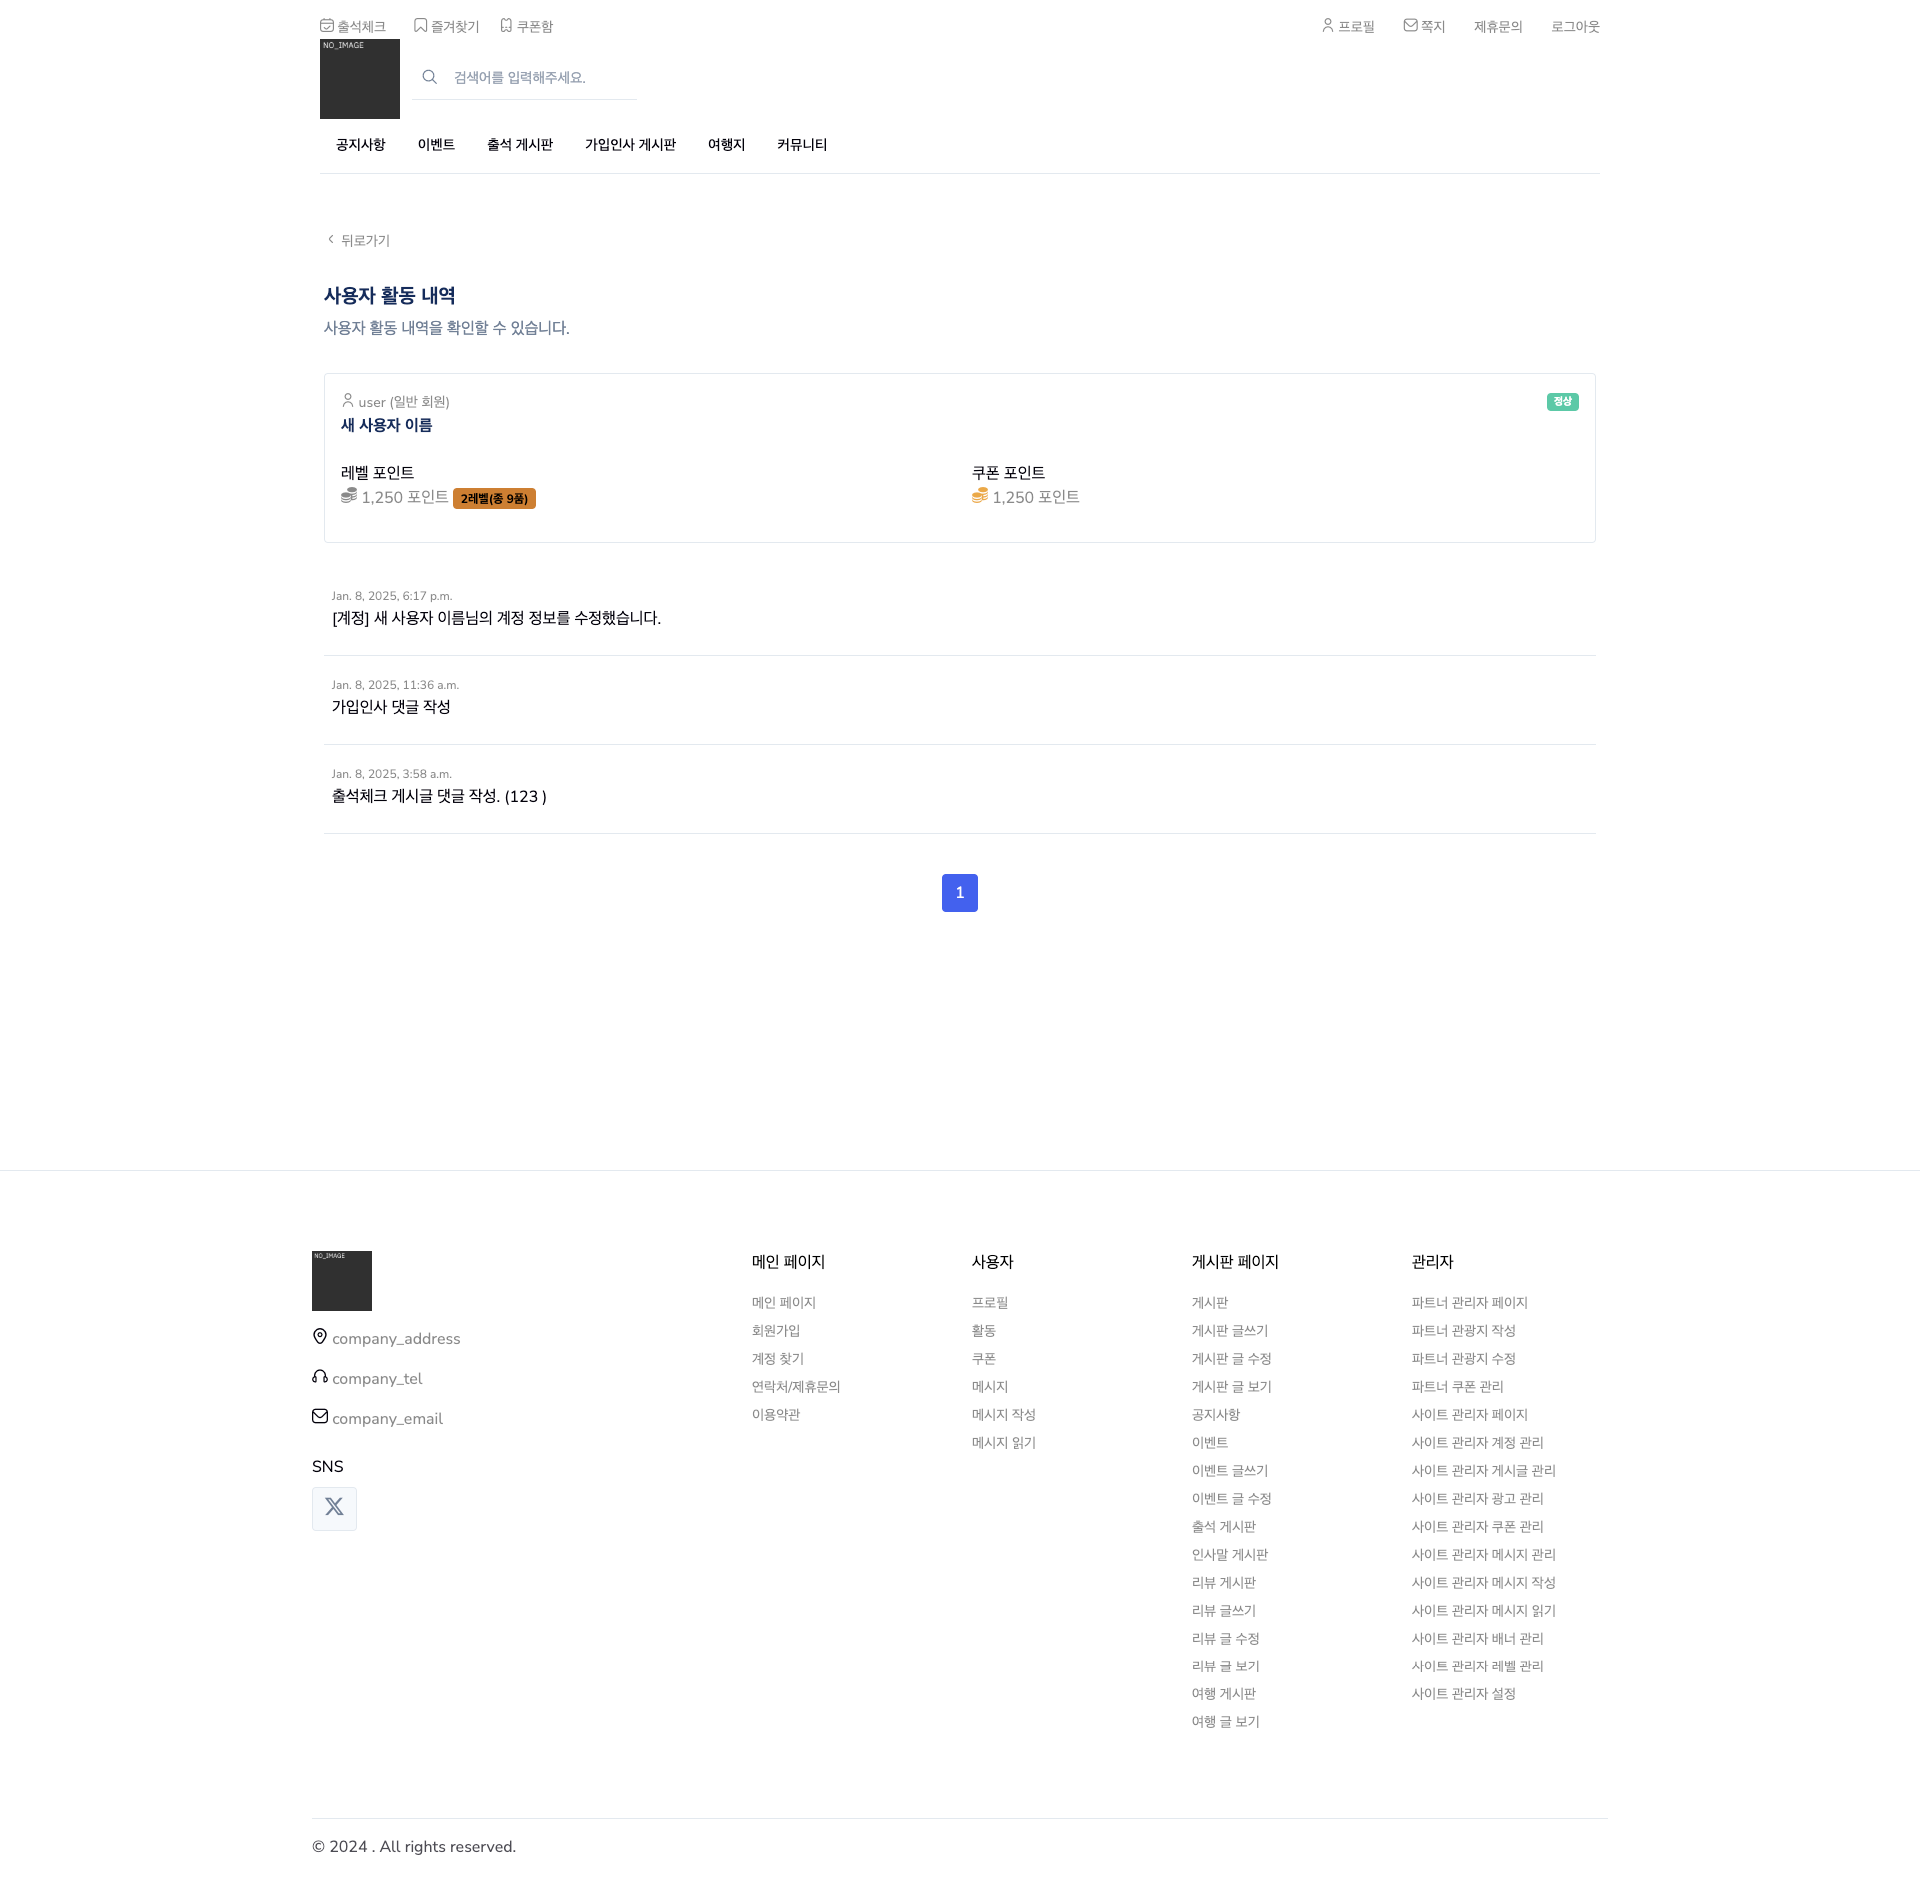 출석체크 즐겨찾기 쿠폰함 프로필 쪽지 제휴문의 로그아웃
NO_IMAGE
검색어를 입력해주세요.
공지사항 이벤트 출석 게시판 가입인사 게시판 여행지 커뮤니티
뒤로가기
사용자 활동 내역
사용자 활동 내역을 확인할 수 있습니다.
user (일반 회원) 정상
새 사용자 이름
레벨 포인트 쿠폰 포인트
1,250 포인트 2레벨(종 9품) 1,250 포인트
Jan. 8, 2025, 6:17 p.m.
[계정] 새 사용자 이름님의 계정 정보를 수정했습니다.
Jan. 8, 2025, 11:36 a.m.
가입인사 댓글 작성
Jan. 8, 2025, 3:58 a.m.
출석체크 게시글 댓글 작성. (123 )
1
NO_IMAGE
company_address
company_tel
company_email
SNS
메인 페이지
메인 페이지
회원가입
계정 찾기
연락처/제휴문의
이용약관
사용자
프로필
활동
쿠폰
메시지
메시지 작성
메시지 읽기
게시판 페이지
게시판
게시판 글쓰기
게시판 글 수정
게시판 글 보기
공지사항
이벤트
이벤트 글쓰기
이벤트 글 수정
출석 게시판
인사말 게시판
리뷰 게시판
리뷰 글쓰기
리뷰 글 수정
리뷰 글 보기
여행 게시판
여행 글 보기
관리자
파트너 관리자 페이지
파트너 관광지 작성
파트너 관광지 수정
파트너 쿠폰 관리
사이트 관리자 페이지
사이트 관리자 계정 관리
사이트 관리자 게시글 관리
사이트 관리자 광고 관리
사이트 관리자 쿠폰 관리
사이트 관리자 메시지 관리
사이트 관리자 메시지 작성
사이트 관리자 메시지 읽기
사이트 관리자 배너 관리
사이트 관리자 레벨 관리
사이트 관리자 설정
© 2024 . All rights reserved.